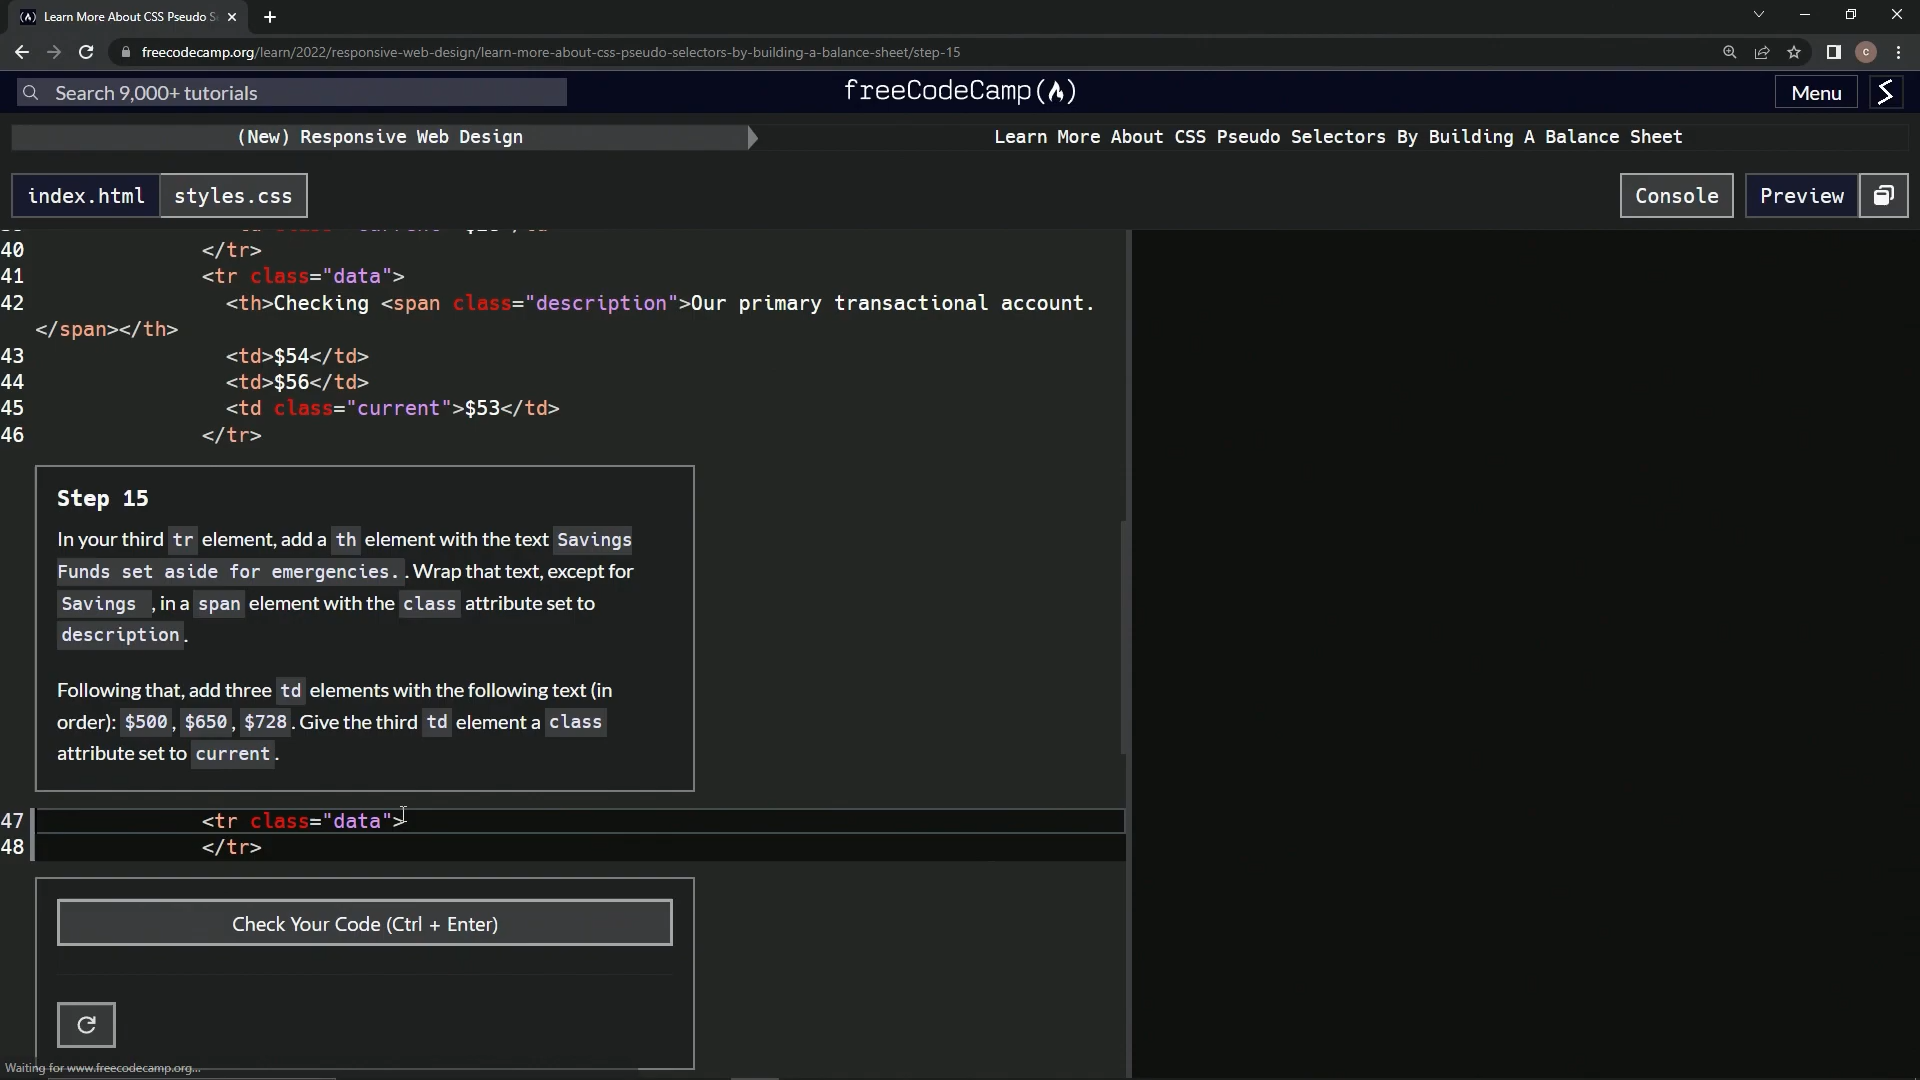 Learn More About CSS Pseudo S
freecodecamp.org/learn/2022/responsive-web-design/learn-more-about-css-pseudo-selectors-by-building-a-balance-sheet/step-15
c
Search 9,000+ tutorials
freeCodeCamp(🔥)
Menu
(New) Responsive Web Design
Learn More About CSS Pseudo Selectors By Building A Balance Sheet
index.html
styles.css
Console
Preview
40 </tr>
41 <tr class="data">
42 <th>Checking <span class="description">Our primary transactional account.
</span></th>
43 <td>$54</td>
44 <td>$56</td>
45 <td class="current">$53</td>
46 </tr>
Step 15
In your third tr element, add a th element with the text Savings
Funds set aside for emergencies.. Wrap that text, except for
Savings , in a span element with the class attribute set to
description.
Following that, add three td elements with the following text (in
order): $500, $650, $728. Give the third td element a class
attribute set to current.
47 <tr class="data">
48 </tr>
Check Your Code (Ctrl + Enter)
Waiting for www.freecodecamp.org...